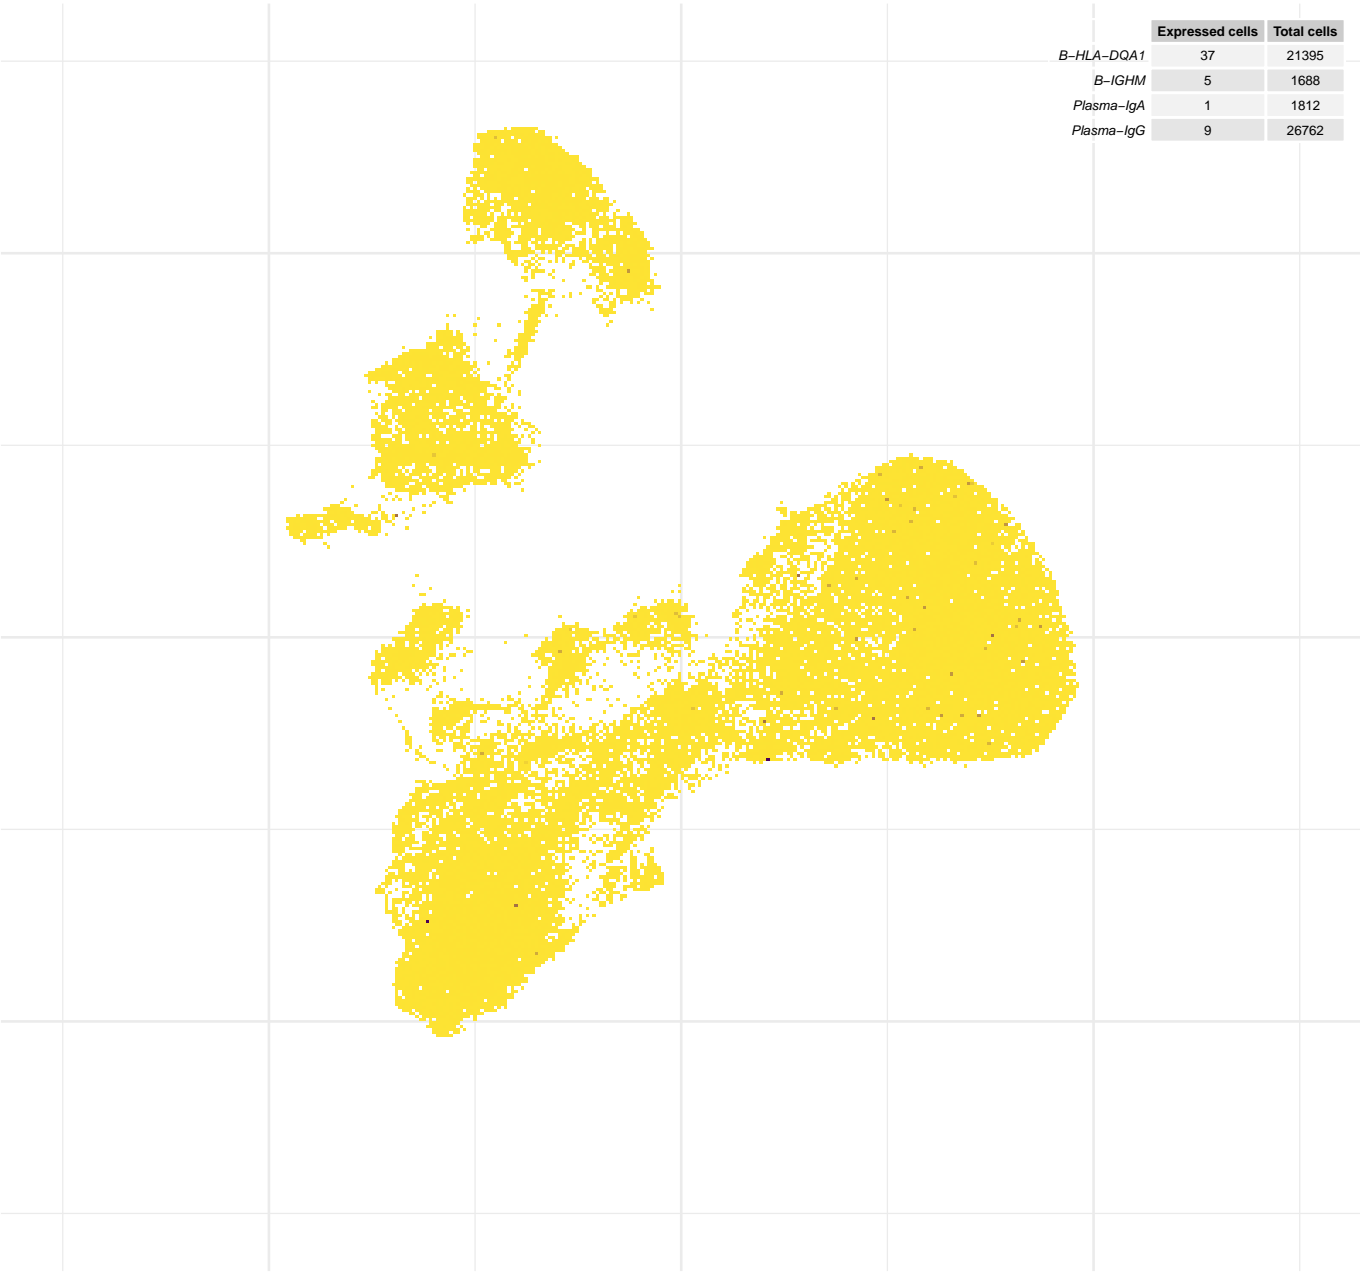 Expressed cells Total cells
B−HLA−DQA1 37 21395
B−IGHM 5 1688
Plasma−IgA 1 1812
Plasma−IgG 9 26762